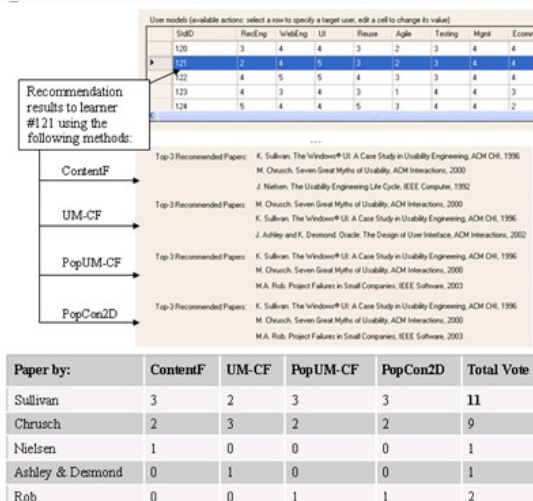 User models (available actions: select a row to specify a target user, edit a cell to change its value)
StdID RecEng WebEng UI Reuse Agile Testing Mgmt Ecomm
120 3 4 4 3 2 3 4 4
121 2 4 5 3 2 3 4 4
122 4 5 5 4 3 3 4 4
123 4 3 4 3 1 4 4 3
124 5 4 4 5 3 4 4 2
Recommendation
results to learner
#121 using the
following methods:
...
ContentF
Top-3 Recommended Papers: K. Sullivan. The Windows® UI: A Case Study in Usability Engineering, ACM CHI, 1996
M. Chrusch. Seven Great Myths of Usability, ACM Interactions, 2000
J. Nielsen. The Usability Engineering Life Cycle, IEEE Computer, 1992
UM-CF
Top-3 Recommended Papers: M. Chrusch. Seven Great Myths of Usability, ACM Interactions, 2000
K. Sullivan. The Windows® UI: A Case Study in Usability Engineering, ACM CHI, 1996
J. Ashley and K. Desmond. Oracle: The Design of User Interface, ACM Interactions, 2002
PopUM-CF
Top-3 Recommended Papers: K. Sullivan. The Windows® UI: A Case Study in Usability Engineering, ACM CHI, 1996
M. Chrusch. Seven Great Myths of Usability, ACM Interactions, 2000
M.A. Rob. Project Failures in Small Companies, IEEE Software, 2003
PopCon2D
Top-3 Recommended Papers: K. Sullivan. The Windows® UI: A Case Study in Usability Engineering, ACM CHI, 1996
M. Chrusch. Seven Great Myths of Usability, ACM Interactions, 2000
M.A. Rob. Project Failures in Small Companies, IEEE Software, 2003
Paper by: ContentF UM-CF PopUM-CF PopCon2D Total Vote
Sullivan 3 2 3 3 11
Chrusch 2 3 2 2 9
Nielsen 1 0 0 0 1
Ashley & Desmond 0 1 0 0 1
Rob 0 0 1 1 2